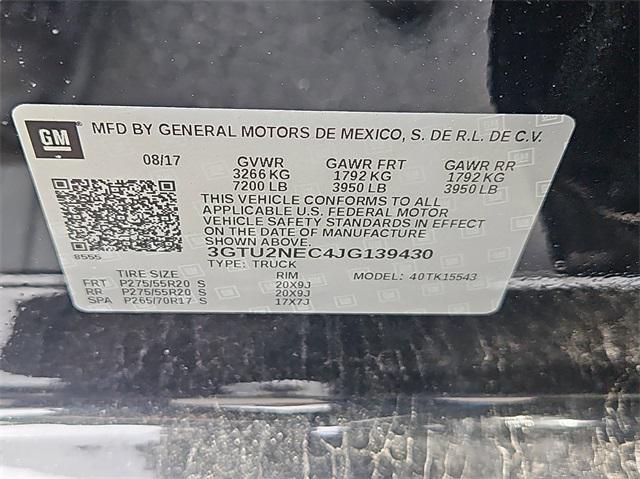 GM MFD BY GENERAL MOTORS DE MEXICO, S. DE R.L. DE C.V.
08/17 GVWR GAWR FRT GAWR RR
3266 KG 1792 KG 1792 KG
7200 LB 3950 LB 3950 LB
THIS VEHICLE CONFORMS TO ALL
APPLICABLE U.S. FEDERAL MOTOR
VEHICLE SAFETY STANDARDS IN EFFECT
ON THE DATE OF MANUFACTURE
SHOWN ABOVE.
8555 3GTU2NEC4JG139430
TYPE: TRUCK
TIRE SIZE RIM MODEL: 40TK15543
FRT P275/55R20 S 20X9J
RR P275/55R20 S 20X9J
SPA P265/70R17 S 17X7J